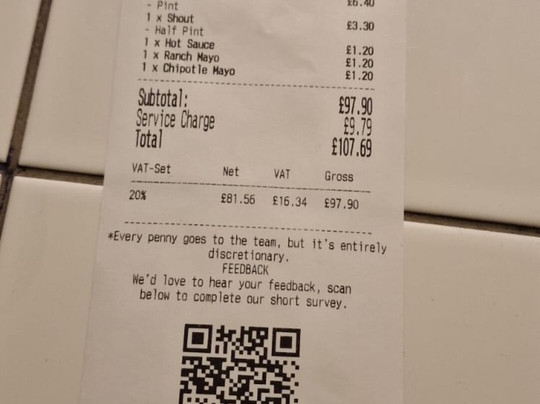 - Pint £6.40
1 x Shout £3.30
- Half Pint
1 x Hot Sauce £1.20
1 x Ranch Mayo £1.20
1 x Chipotle Mayo £1.20
Subtotal: £97.90
Service Charge £9.79
Total £107.69
VAT-Set Net VAT Gross
20% £81.56 £16.34 £97.90
*Every penny goes to the team, but it's entirely
discretionary.
FEEDBACK
We'd love to hear your feedback, scan
below to complete our short survey.